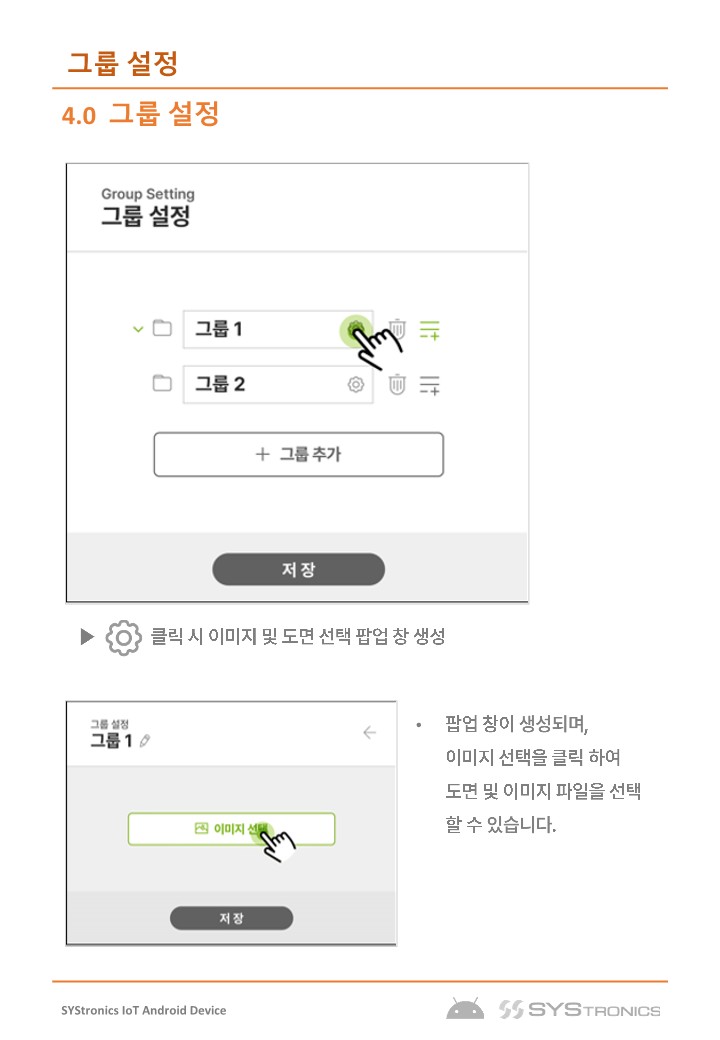 그룹 설정
4.0 그룹 설정
Group Setting
그룹 설정
그룹 1
그룹 2
+ 그룹 추가
저 장
▶ 클릭 시 이미지 및 도면 선택 팝업 창 생성
그룹 설정
그룹 1
이미지 선택
저 장
• 팝업 창이 생성되며,
이미지 선택을 클릭 하여
도면 및 이미지 파일을 선택
할 수 있습니다.
SYStronics IoT Android Device
SYSTRONICS